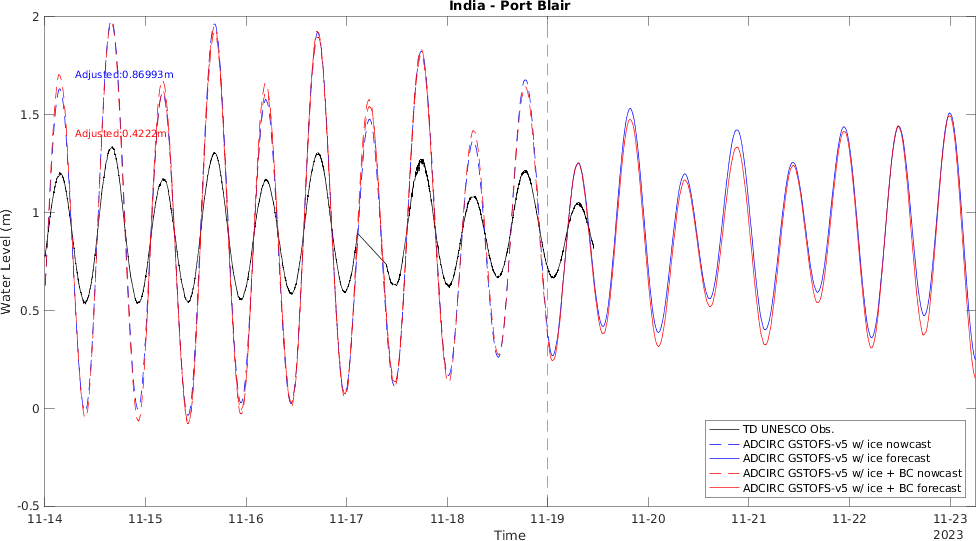 India - Port Blair
2
1.5
1
0.5
0
-0.5
Water Level (m)
Adjusted:0.86993m
Adjusted:0.4222m
TD UNESCO Obs.
ADCIRC GSTOFS-v5 w/ ice nowcast
ADCIRC GSTOFS-v5 w/ ice forecast
ADCIRC GSTOFS-v5 w/ ice + BC nowcast
ADCIRC GSTOFS-v5 w/ ice + BC forecast
11-14 11-15 11-16 11-17 11-18 11-19 11-20 11-21 11-22 11-23
2023
Time